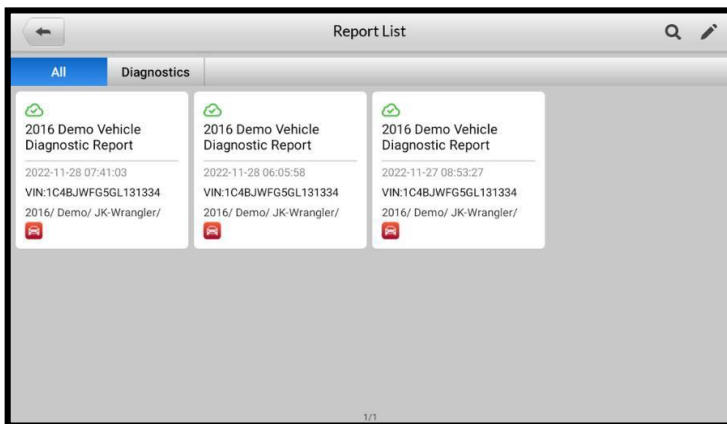 Report List
All
Diagnostics
2016 Demo Vehicle
Diagnostic Report
2022-11-28 07:41:03
VIN:1C4BJWFG5GL131334
2016/ Demo/ JK-Wrangler/
2016 Demo Vehicle
Diagnostic Report
2022-11-28 06:05:58
VIN:1C4BJWFG5GL131334
2016/ Demo/ JK-Wrangler/
2016 Demo Vehicle
Diagnostic Report
2022-11-27 08:53:27
VIN:1C4BJWFG5GL131334
2016/ Demo/ JK-Wrangler/
1/1